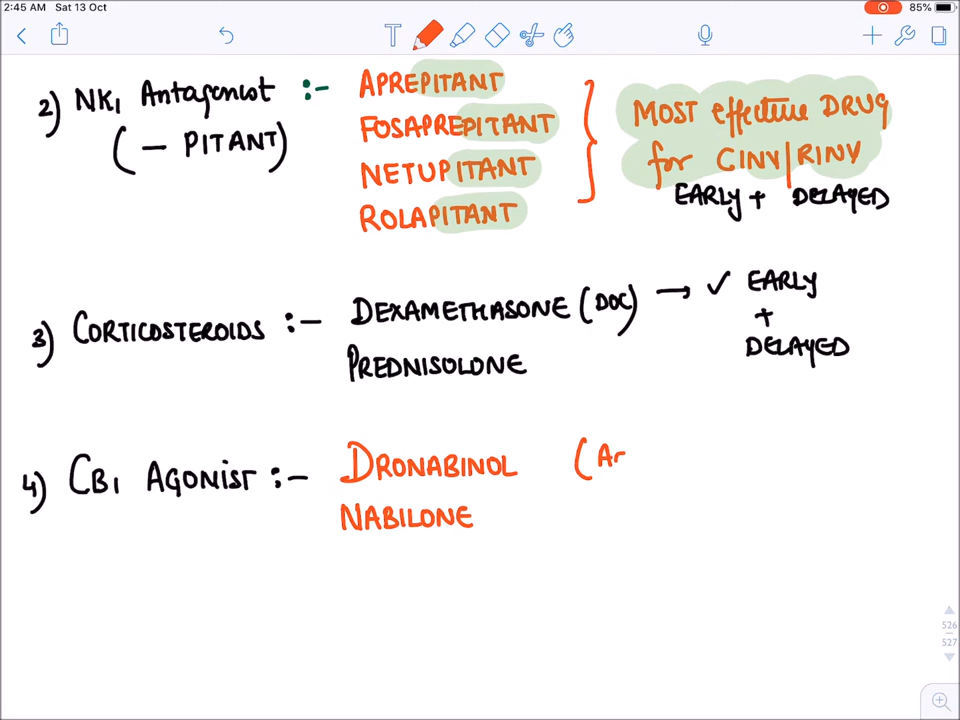 2:45 AM Sat 13 Oct
85%
2) NK1 Antagonist :- APREPITANT
(- PITANT)
FOSAPREPITANT
NETUPITANT
ROLAPITANT
MOST effective DRUG
for CINV|RINV
EARLY + DELAYED
3) CORTICOSTEROIDS :- DEXAMETHASONE (DOC) → ✓ EARLY
+
DELAYED
PREDNISOLONE
4) CB1 AGONIST :- DRONABINOL (Ar
NABILONE
526
527